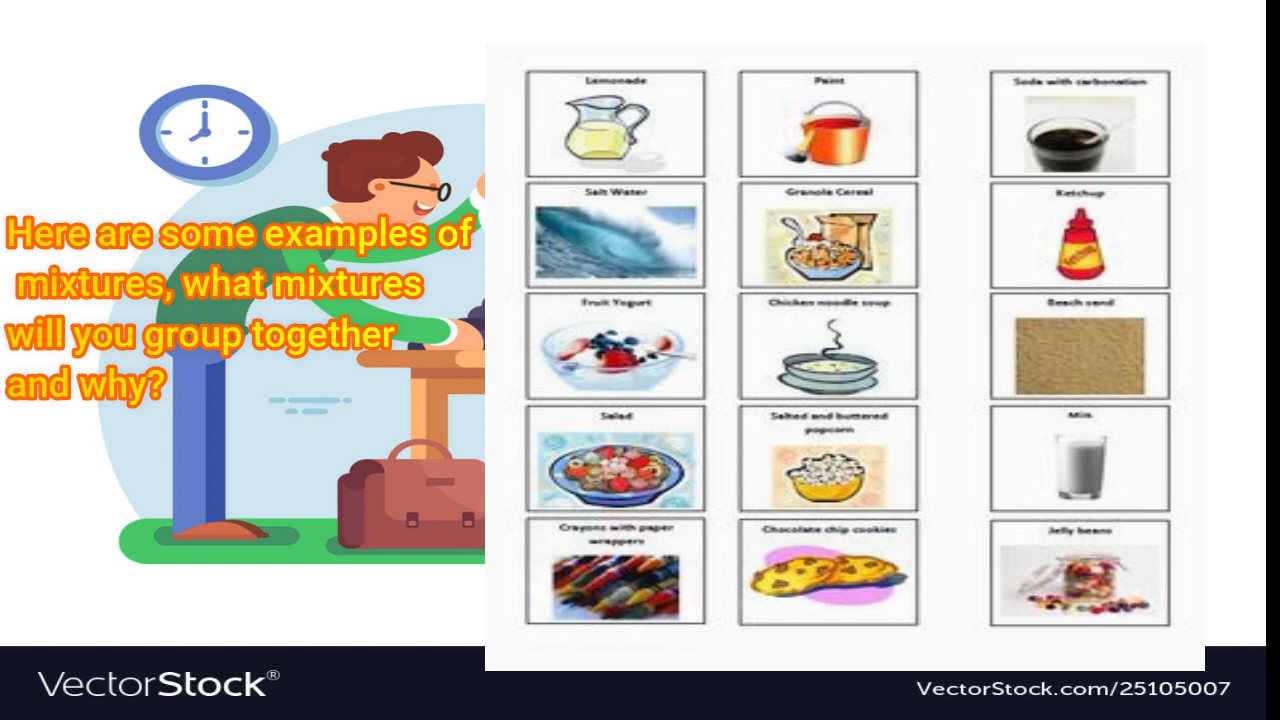 Here are some examples of
mixtures, what mixtures
will you group together
and why?
Lemonade
Paint
Soda with carbonation
Salt Water
Granola Cereal
Ketchup
Fruit Yogurt
Chicken noodle soup
Beach sand
Salad
Salted and buttered
popcorn
Milk
Crayons with paper
wrappers
Chocolate chip cookies
Jelly beans
VectorStock®
VectorStock.com/25105007